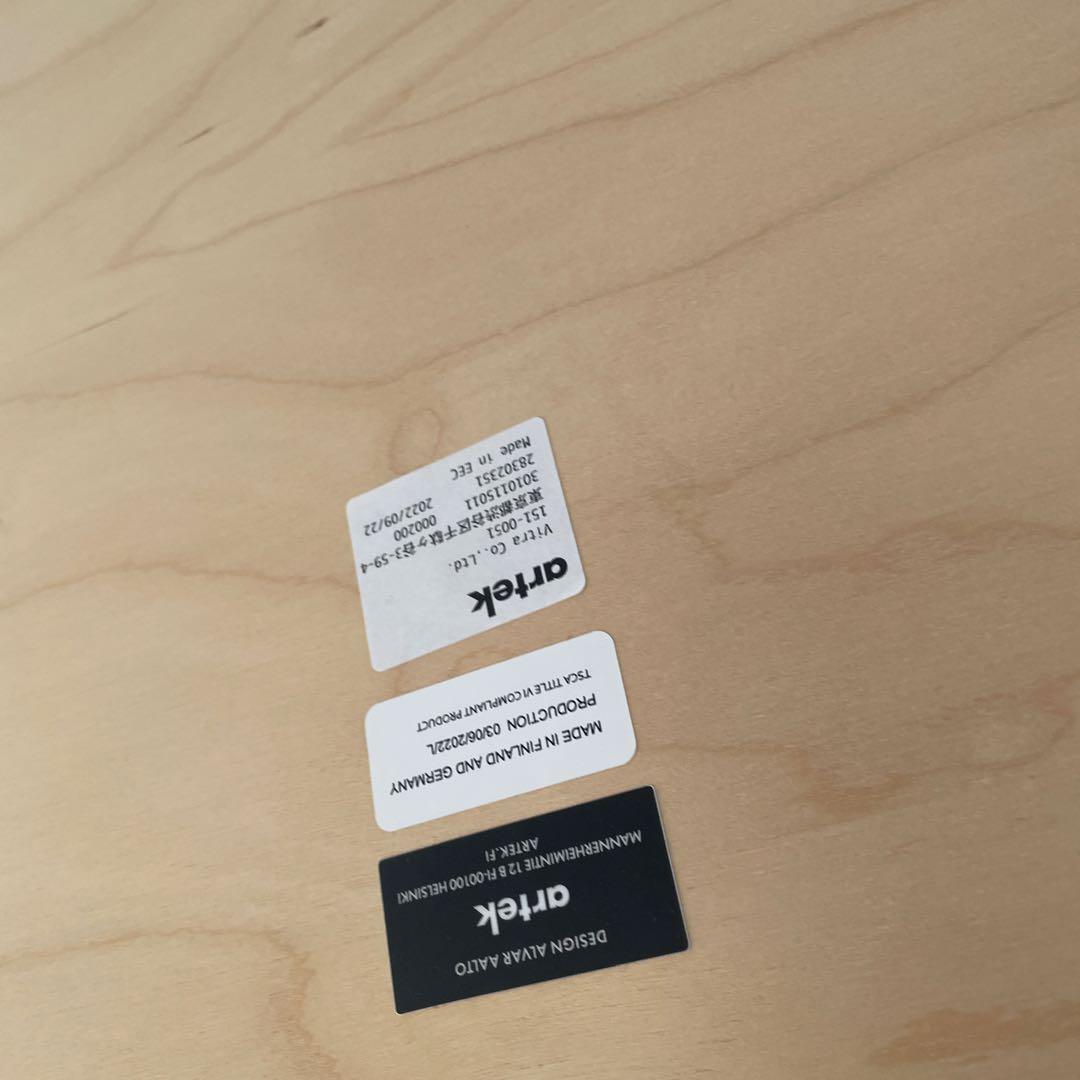 DESIGN ALVAR AALTO
artek
MANNERHEIMINTIE 12 B FI-00100 HELSINKI
ARTEK.FI
MADE IN FINLAND AND GERMANY
PRODUCTION 03/06/2022/L
TSCA TITLE VI COMPLIANT PRODUCT
artek
Vitra Co.,Ltd.
151-0051
東京都渋谷区千駄ヶ谷3-59-4
3010115011 000200
28302351 2022/09/22
Made in EEC